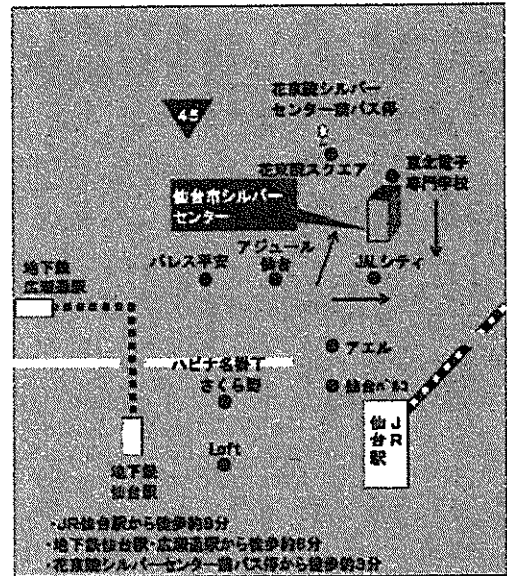 花京院シルバー
センター前バス停
45
花京院スクエア
東北電子
専門学校
仙台市シルバー
センター
アジュール
仙台
パレス平安
JALシティ
地下鉄
広瀬通駅
アエル
ハピナ名掛丁
さくら野
仙台パルコ
JR
仙台駅
Loft
地下鉄
仙台駅
・JR仙台駅から徒歩約8分
・地下鉄仙台駅・広瀬通駅から徒歩約6分
・花京院シルバーセンター前バス停から徒歩約3分